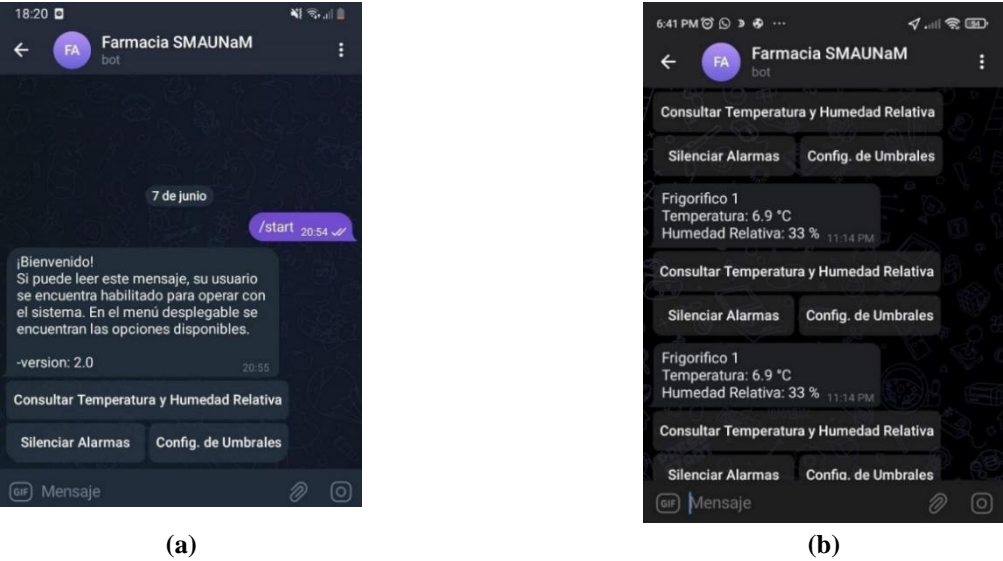 18:20
FA
Farmacia SMAUNaM
bot
7 de junio
/start 20:54
¡Bienvenido!
Si puede leer este mensaje, su usuario
se encuentra habilitado para operar con
el sistema. En el menú desplegable se
encuentran las opciones disponibles.
-version: 2.0
20:55
Consultar Temperatura y Humedad Relativa
Silenciar Alarmas
Config. de Umbrales
GIF Mensaje
(a)
6:41 PM
54
FA
Farmacia SMAUNaM
bot
Consultar Temperatura y Humedad Relativa
Silenciar Alarmas
Config. de Umbrales
Frigorifico 1
Temperatura: 6.9 °C
Humedad Relativa: 33 % 11:14 PM
Consultar Temperatura y Humedad Relativa
Silenciar Alarmas
Config. de Umbrales
Frigorifico 1
Temperatura: 6.9 °C
Humedad Relativa: 33 % 11:14 PM
Consultar Temperatura y Humedad Relativa
Silenciar Alarmas
Config. de Umbrales
GIF Mensaje
(b)